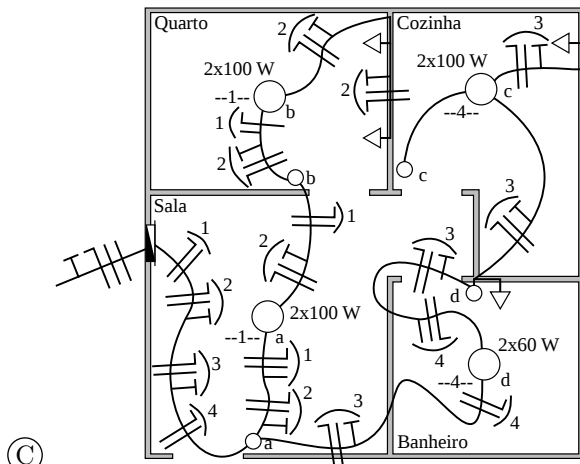 Quarto
Cozinha
2
3
2x100 W
2x100 W
--1--
b
2
c
--4--
1
2
b
c
Sala
3
1
1
3
2
2
d
2x100 W
--1--
a
2x60 W
4
1
3
--4--
d
2
4
3
4
a
Banheiro
C